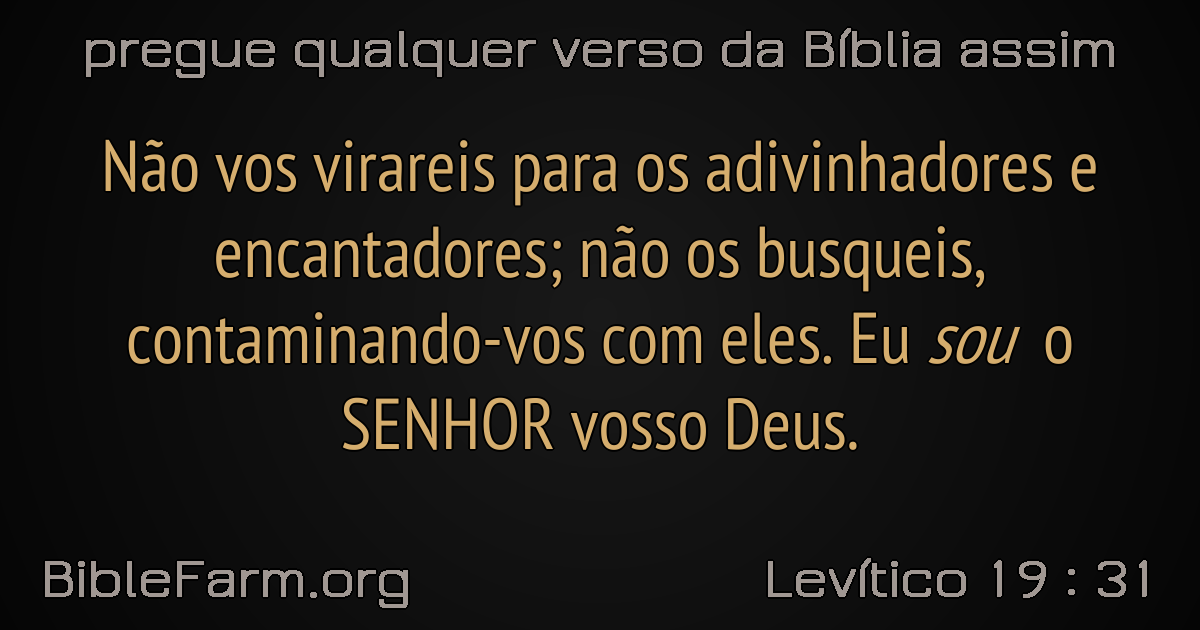 pregue qualquer verso da Bíblia assim
Não vos virareis para os adivinhadores e
encantadores; não os busqueis,
contaminando-vos com eles. Eu sou o
SENHOR vosso Deus.
BibleFarm.org
Levítico 19 : 31